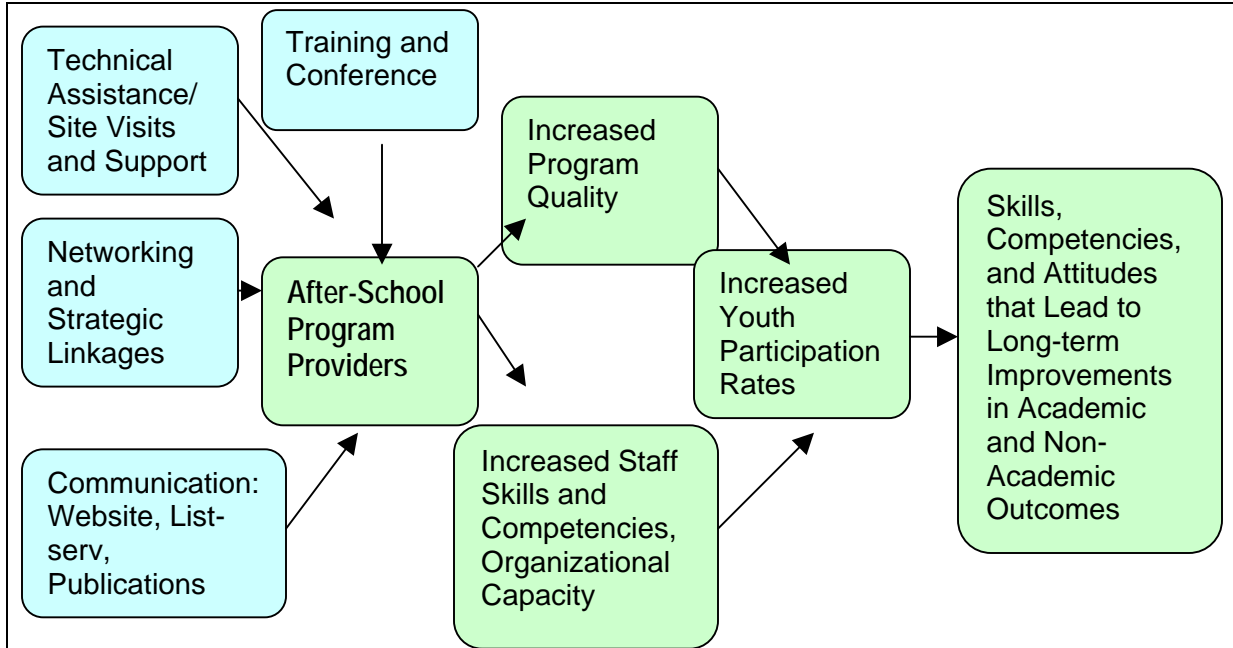 Technical
Assistance/
Site Visits
and Support
Training and
Conference
Networking
and
Strategic
Linkages
Communication:
Website, List-
serv,
Publications
After-School
Program
Providers
Increased
Program
Quality
Increased Staff
Skills and
Competencies,
Organizational
Capacity
Increased
Youth
Participation
Rates
Skills,
Competencies,
and Attitudes
that Lead to
Long-term
Improvements
in Academic
and Non-
Academic
Outcomes